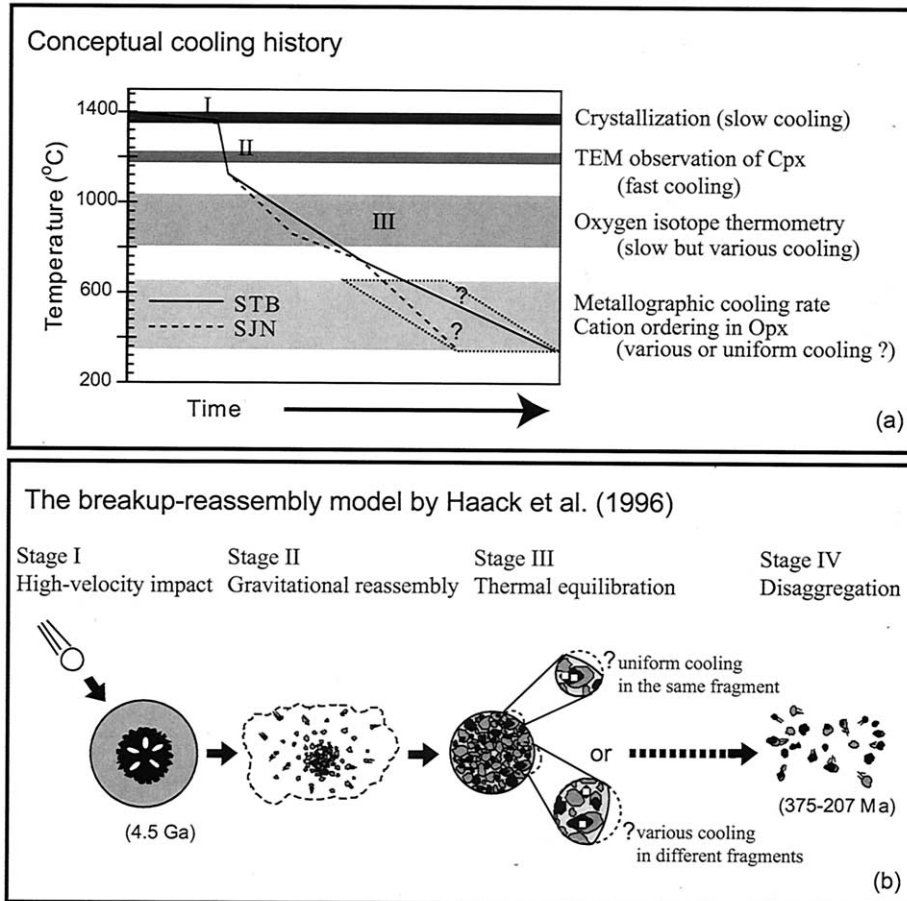 Conceptual cooling history
Temperature (°C)
1400
1000
600
200
I
II
III
?
?
STB
SJN
Time
Crystallization (slow cooling)
TEM observation of Cpx
(fast cooling)
Oxygen isotope thermometry
(slow but various cooling)
Metallographic cooling rate
Cation ordering in Opx
(various or uniform cooling ?)
(a)
The breakup-reassembly model by Haack et al. (1996)
Stage I
High-velocity impact
Stage II
Gravitational reassembly
Stage III
Thermal equilibration
Stage IV
Disaggregation
? uniform cooling
in the same fragment
or
? various cooling
in different fragments
(4.5 Ga)
(375-207 Ma)
(b)